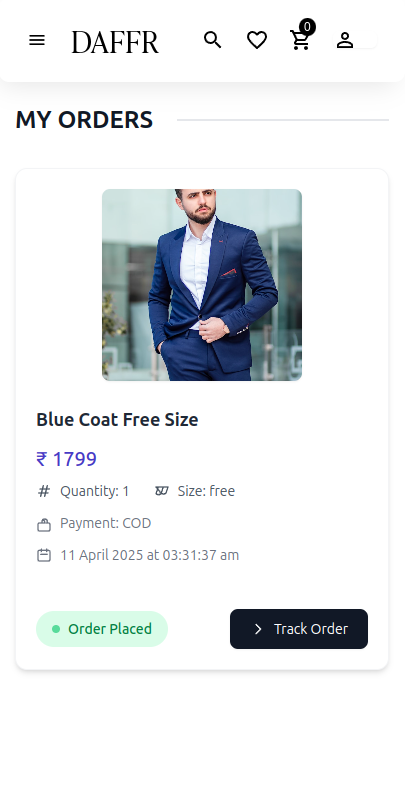 DAFFR
0
MY ORDERS
Blue Coat Free Size
₹ 1799
# Quantity: 1 Size: free
Payment: COD
11 April 2025 at 03:31:37 am
Order Placed
Track Order